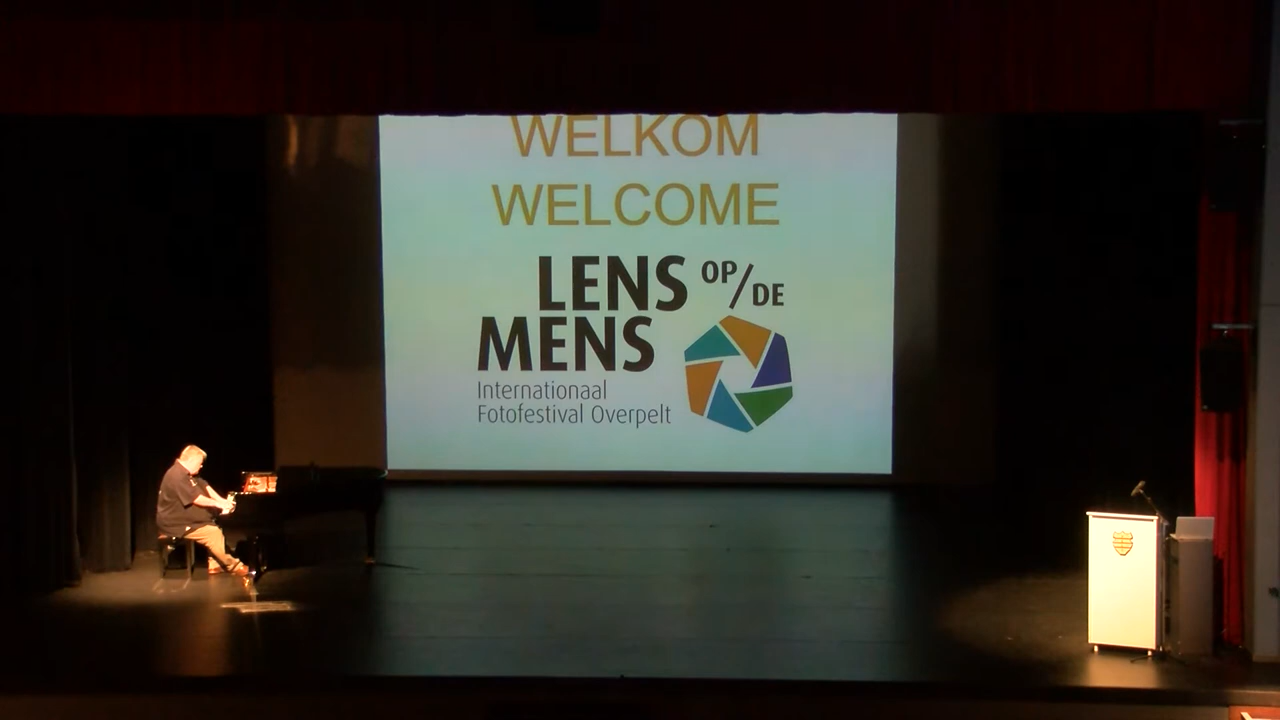 WELKOM
WELCOME
LENS OP/DE
MENS
Internationaal
Fotofestival Overpelt